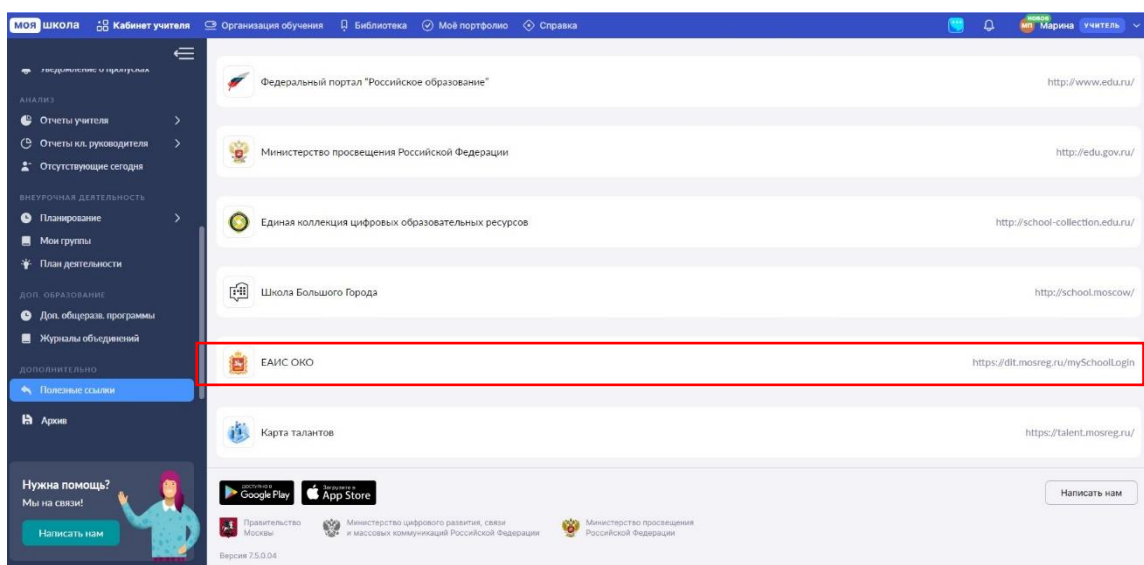 МОЯ ШКОЛА Кабинет учителя Организация обучения Библиотека Моё портфолио Справка НОВОЕ МП Марина УЧИТЕЛЬ
Уведомление о пропусках
АНАЛИЗ
Отчеты учителя
Отчеты кл. руководителя
Отсутствующие сегодня
ВНЕУРОЧНАЯ ДЕЯТЕЛЬНОСТЬ
Планирование
Мои группы
План деятельности
ДОП. ОБРАЗОВАНИЕ
Доп. общеразв. программы
Журналы объединений
ДОПОЛНИТЕЛЬНО
Полезные ссылки
Архив
Нужна помощь?
Мы на связи!
Написать нам
Федеральный портал "Российское образование" http://www.edu.ru/
Министерство просвещения Российской Федерации http://edu.gov.ru/
Единая коллекция цифровых образовательных ресурсов http://school-collection.edu.ru/
Школа Большого Города http://school.moscow/
ЕАИС ОКО https://dit.mosreg.ru/mySchoolLogin
Карта талантов https://talent.mosreg.ru/
ДОСТУПНО В Google Play Загрузите в App Store Написать нам
Правительство Москвы
Министерство цифрового развития, связи и массовых коммуникаций Российской Федерации
Министерство просвещения Российской Федерации
Версия 7.5.0.04